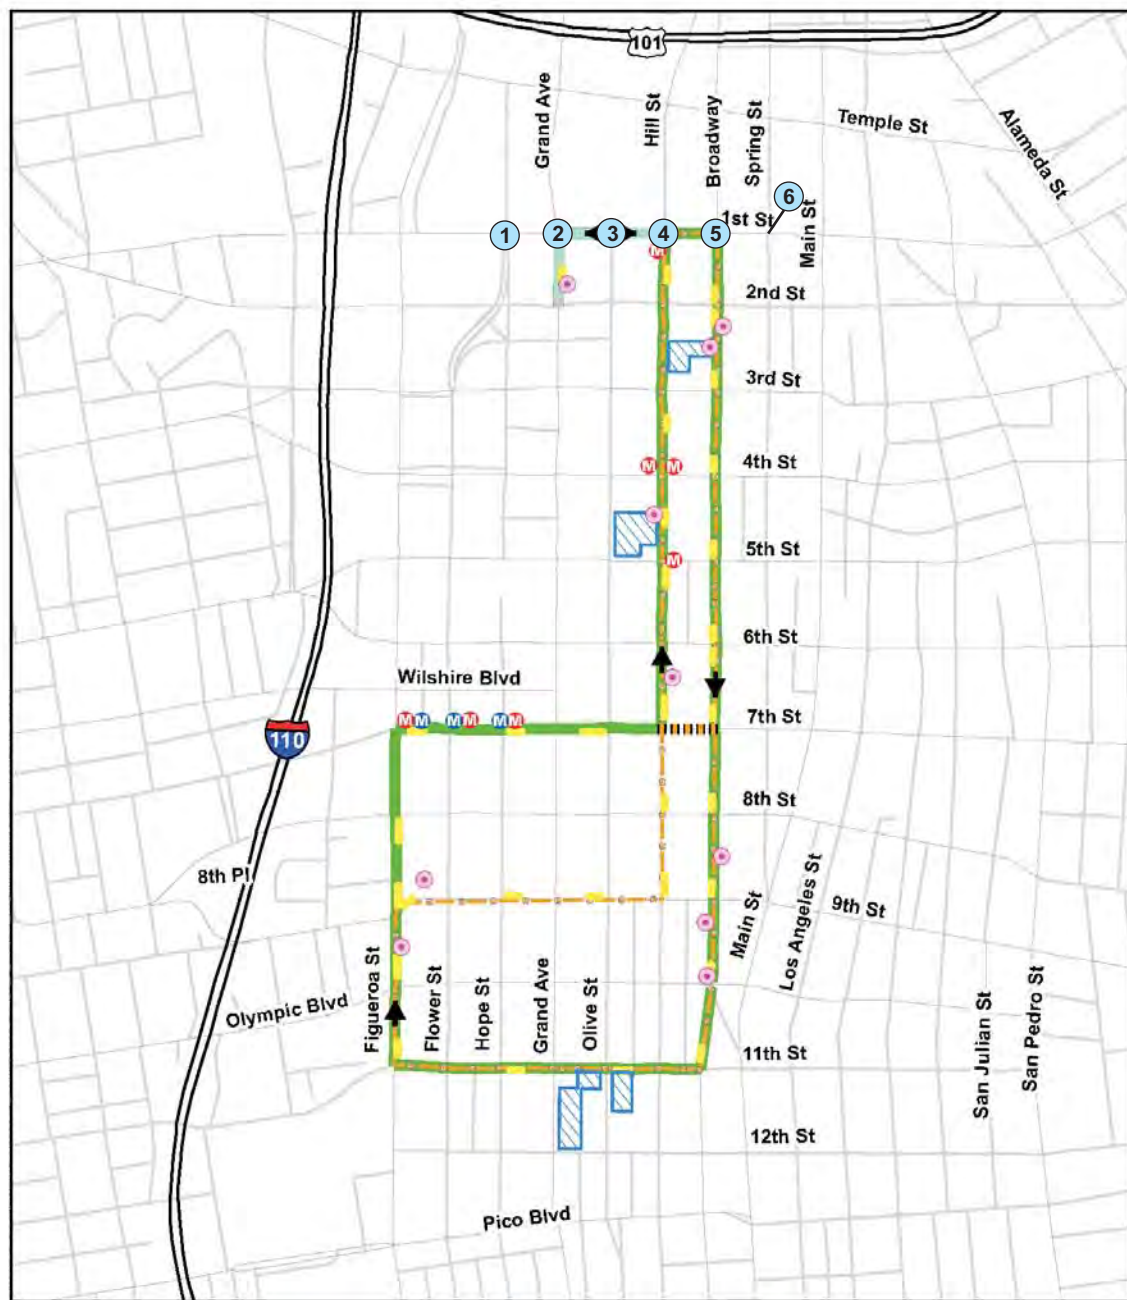 101
Grand Ave
Hill St
Broadway
Spring St
Temple St
Alameda St
6
1st St
Main St
1
2
3
4
5
M
2nd St
3rd St
M M
4th St
M
5th St
6th St
Wilshire Blvd
M M M M M M
7th St
110
8th St
8th Pl
Main St
Los Angeles St
9th St
Figueroa St
Olympic Blvd
Flower St
Hope St
Grand Ave
Olive St
11th St
San Julian St
San Pedro St
12th St
Pico Blvd